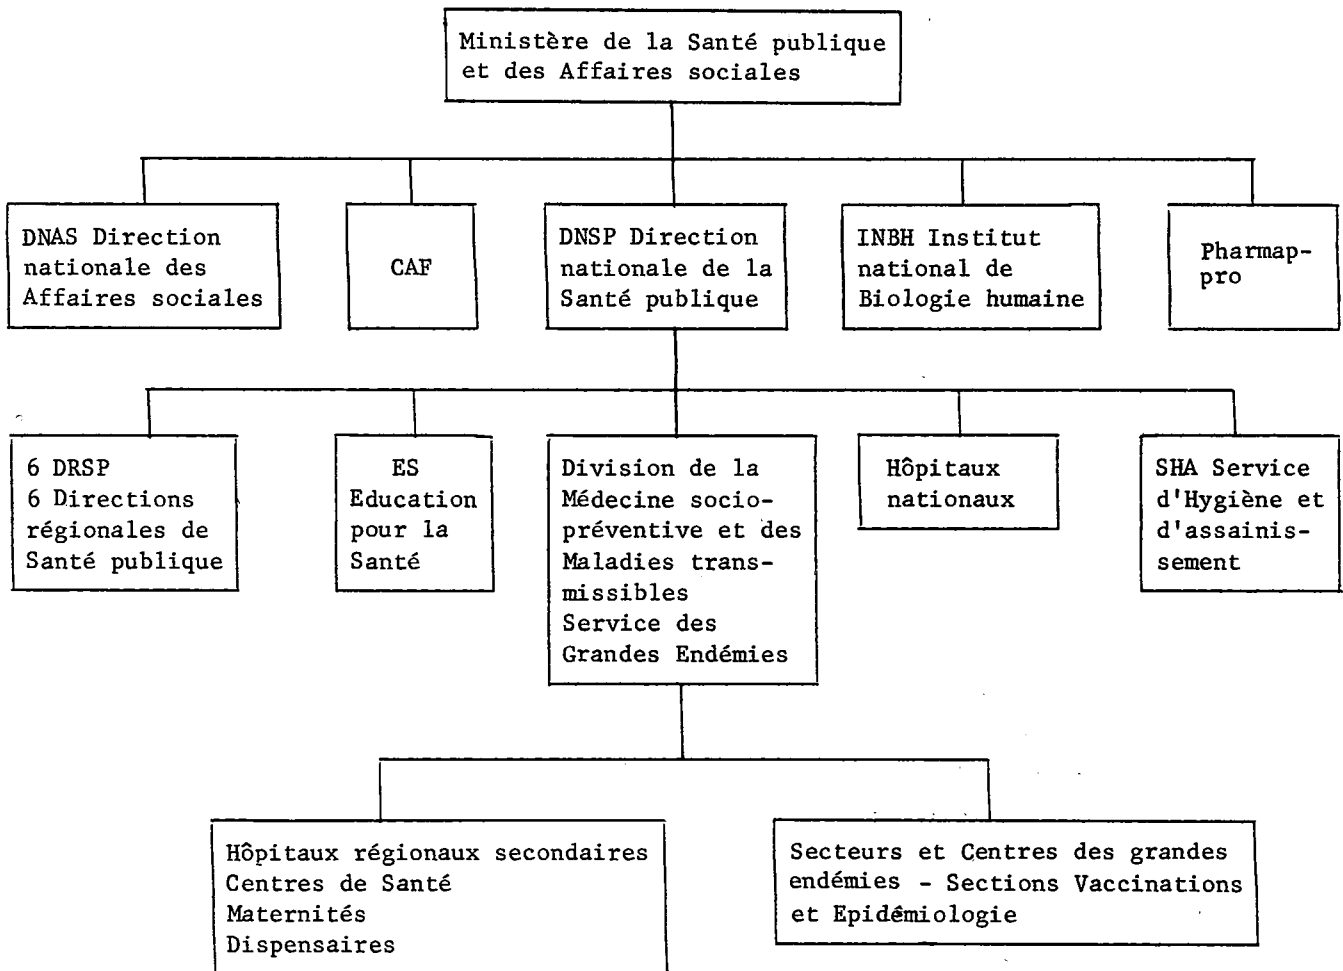 Ministère de la Santé publique
et des Affaires sociales
DNAS Direction
nationale des
Affaires sociales
CAF
DNSP Direction
nationale de la
Santé publique
INBH Institut
national de
Biologie humaine
Pharmap-
pro
6 DRSP
6 Directions
régionales de
Santé publique
ES
Education
pour la
Santé
Division de la
Médecine socio-
préventive et des
Maladies trans-
missibles
Service des
Grandes Endémies
Hôpitaux
nationaux
SHA Service
d'Hygiène et
d'assainis-
sement
Hôpitaux régionaux secondaires
Centres de Santé
Maternités
Dispensaires
Secteurs et Centres des grandes
endémies - Sections Vaccinations
et Epidémiologie